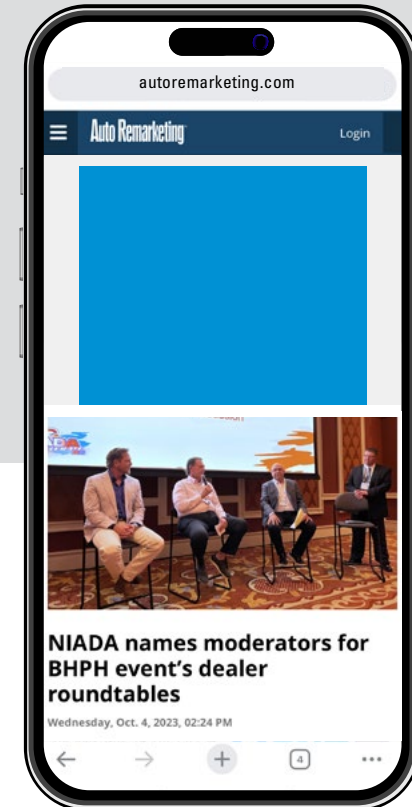 autoremarketing.com
Auto Remarketing
Login
NIADA names moderators for
BHPH event's dealer
roundtables
Wednesday, Oct. 4, 2023, 02:24 PM
4